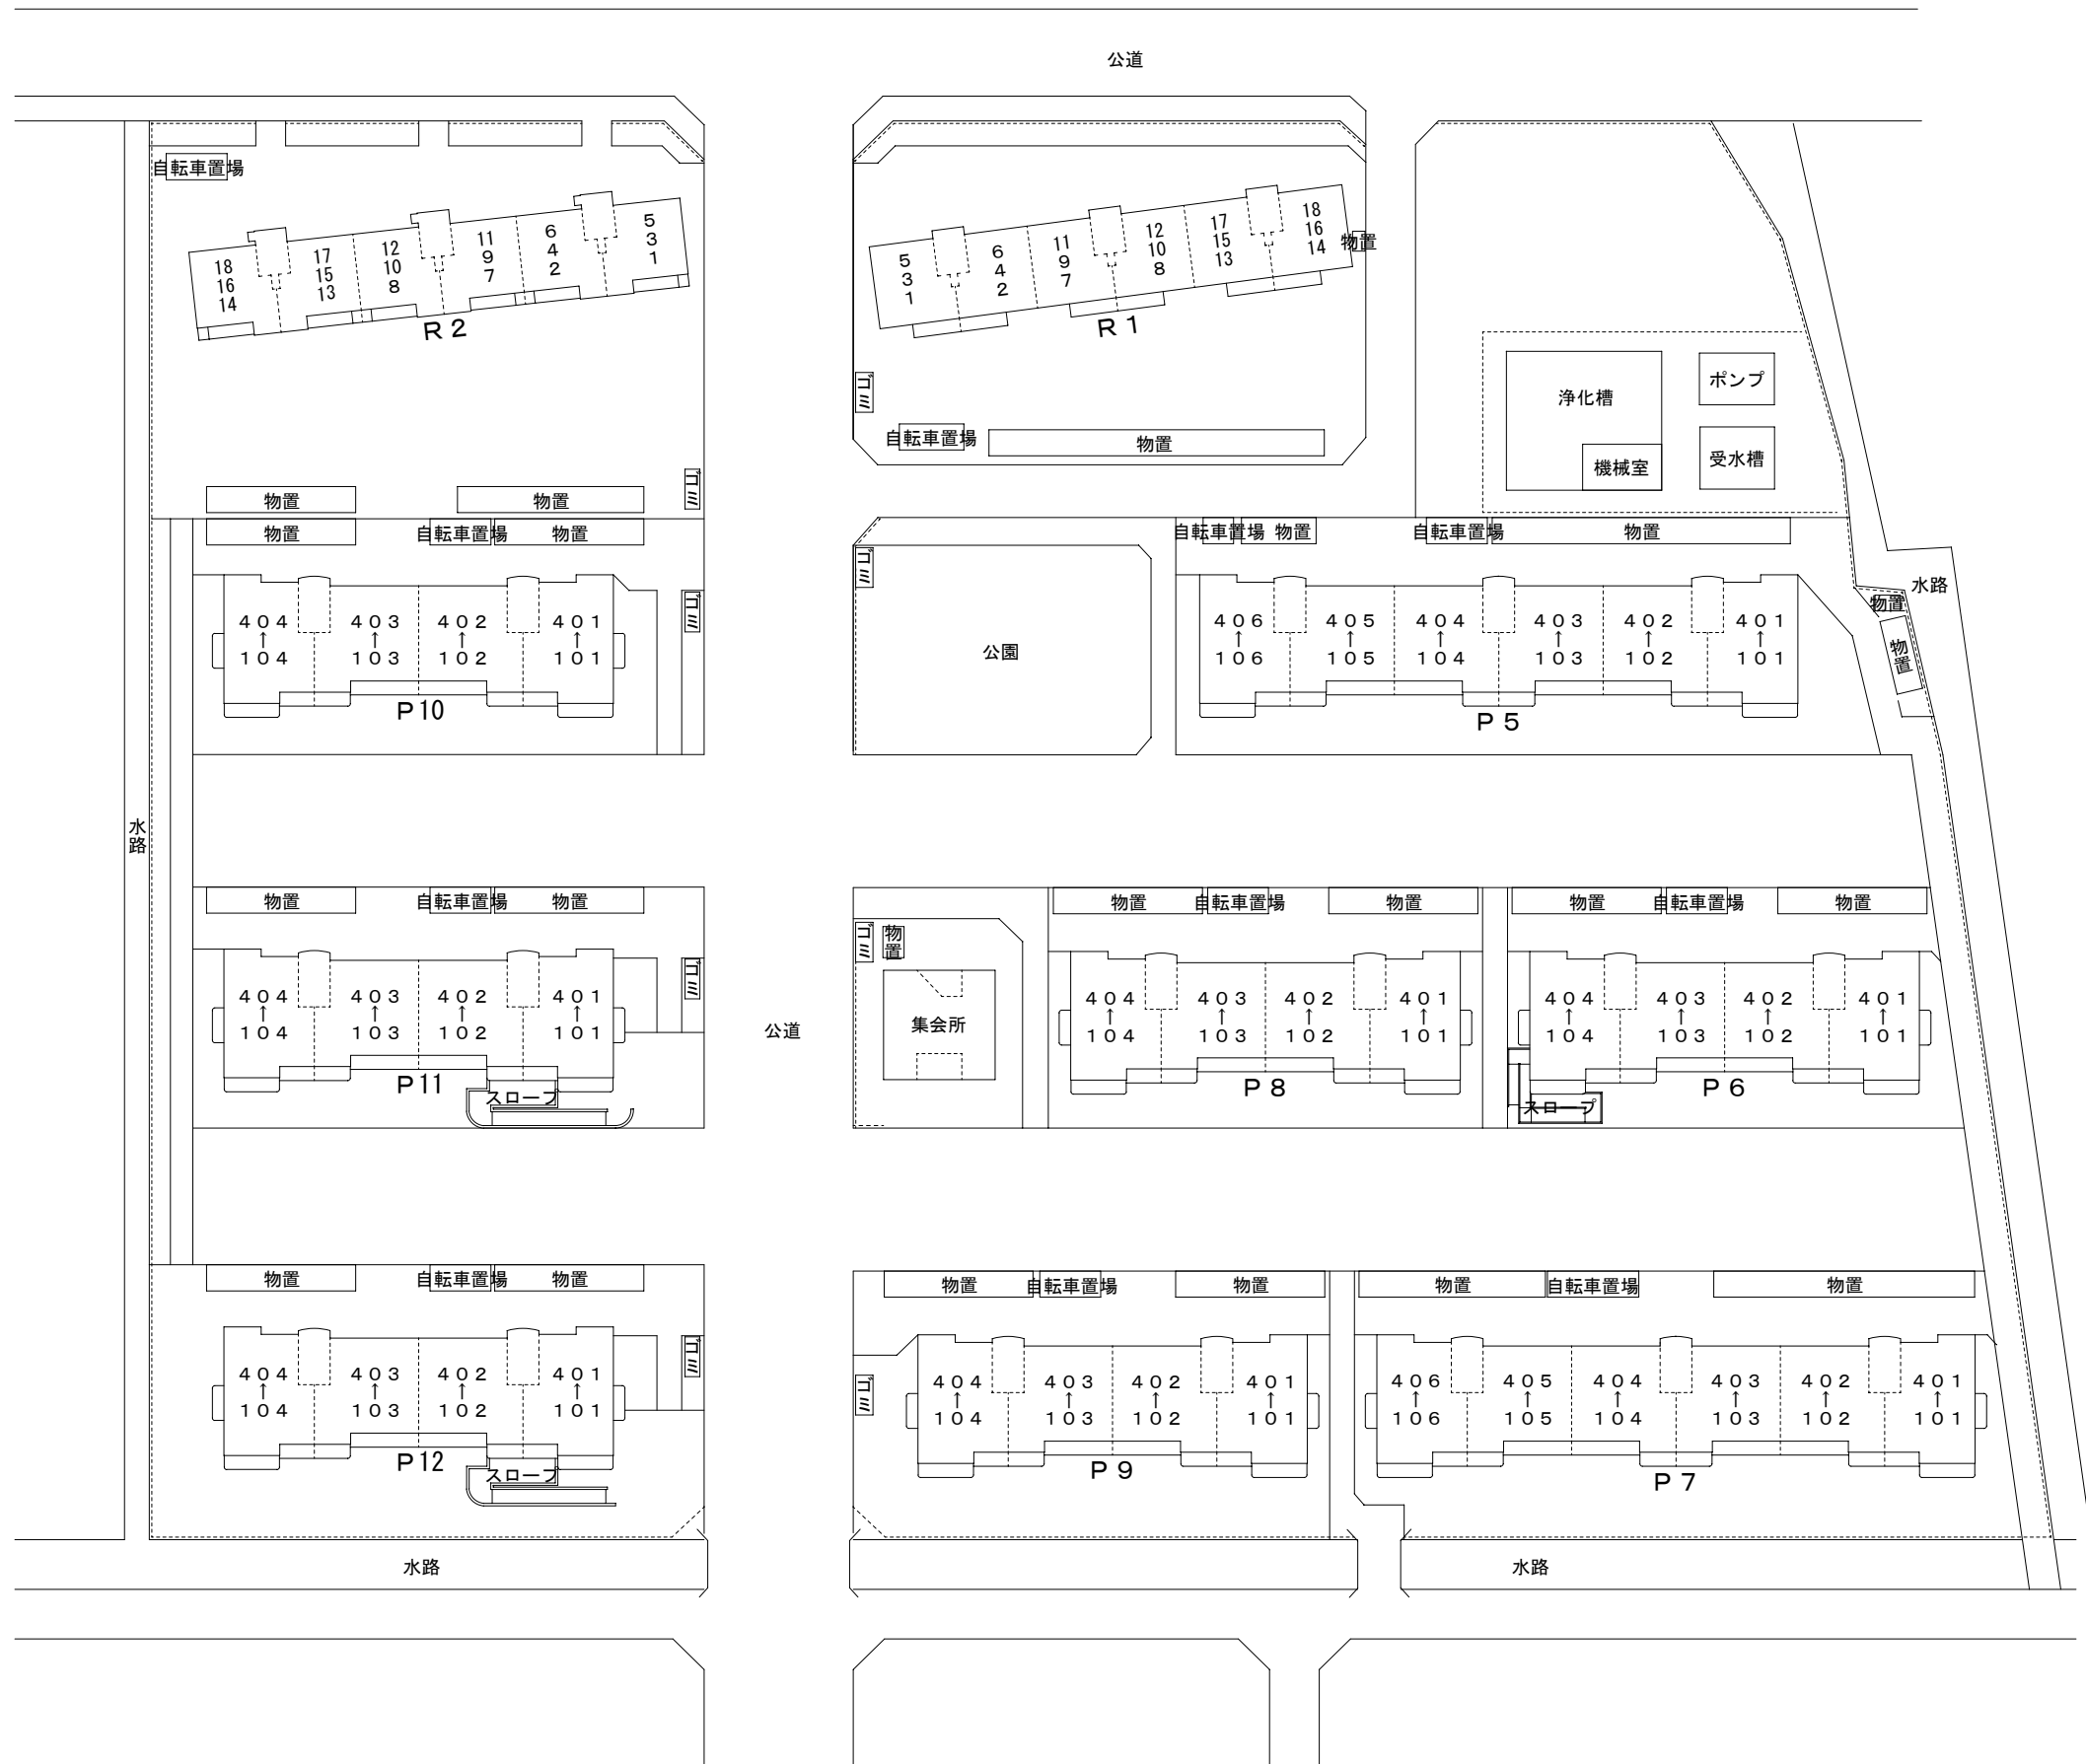 公道
自転車置場
18
16
14
17
15
13
12
10
8
11
9
7
6
4
2
5
3
1
R2
5
3
1
6
4
2
11
9
7
12
10
8
17
15
13
18
16
14
R1
物置
ゴミ
自転車置場
物置
浄化槽
機械室
ポンプ
受水槽
ゴミ
物置
物置
物置
自転車置場
物置
ゴミ
404
↑
104
403
↑
103
402
↑
102
401
↑
101
P10
ゴミ
公園
自転車置場
物置
自転車置場
物置
406
↑
106
405
↑
105
404
↑
104
403
↑
103
402
↑
102
401
↑
101
P5
水路
物置
物置
水路
物置
自転車置場
物置
ゴミ
404
↑
104
403
↑
103
402
↑
102
401
↑
101
P11
スロープ
公道
ゴミ
物置
集会所
物置
自転車置場
物置
404
↑
104
403
↑
103
402
↑
102
401
↑
101
P8
物置
自転車置場
物置
404
↑
104
403
↑
103
402
↑
102
401
↑
101
P6
スロープ
物置
自転車置場
物置
ゴミ
404
↑
104
403
↑
103
402
↑
102
401
↑
101
P12
スロープ
物置
自転車置場
物置
ゴミ
404
↑
104
403
↑
103
402
↑
102
401
↑
101
P9
物置
自転車置場
物置
406
↑
106
405
↑
105
404
↑
104
403
↑
103
402
↑
102
401
↑
101
P7
水路
水路